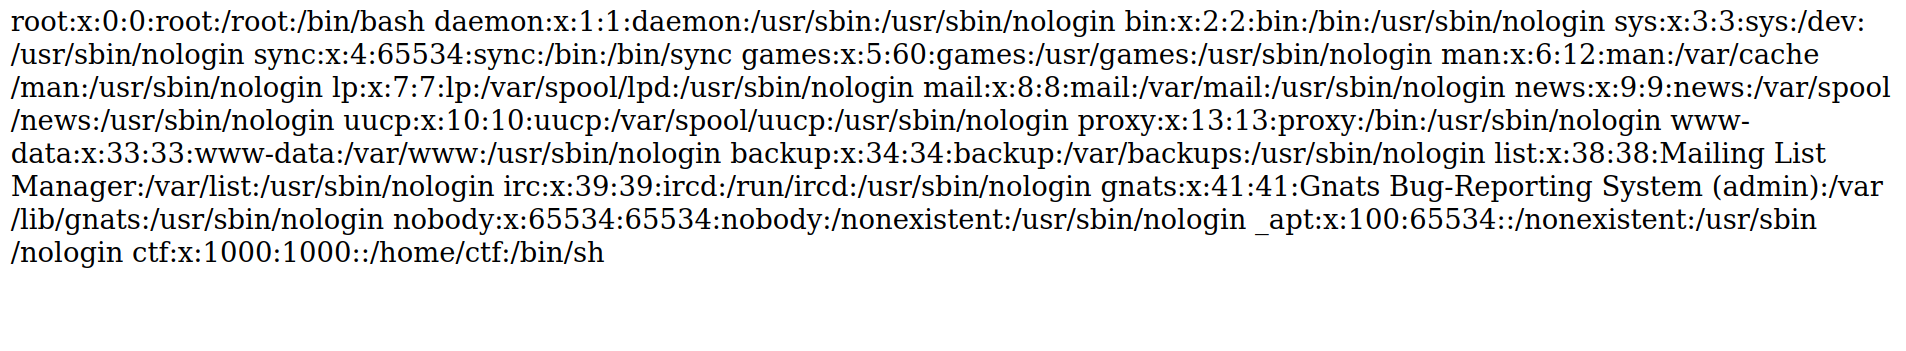 root:x:0:0:root:/root:/bin/bash daemon:x:1:1:daemon:/usr/sbin:/usr/sbin/nologin bin:x:2:2:bin:/bin:/usr/sbin/nologin sys:x:3:3:sys:/dev:
/usr/sbin/nologin sync:x:4:65534:sync:/bin:/bin/sync games:x:5:60:games:/usr/games:/usr/sbin/nologin man:x:6:12:man:/var/cache
/man:/usr/sbin/nologin lp:x:7:7:lp:/var/spool/lpd:/usr/sbin/nologin mail:x:8:8:mail:/var/mail:/usr/sbin/nologin news:x:9:9:news:/var/spool
/news:/usr/sbin/nologin uucp:x:10:10:uucp:/var/spool/uucp:/usr/sbin/nologin proxy:x:13:13:proxy:/bin:/usr/sbin/nologin www-
data:x:33:33:www-data:/var/www:/usr/sbin/nologin backup:x:34:34:backup:/var/backups:/usr/sbin/nologin list:x:38:38:Mailing List
Manager:/var/list:/usr/sbin/nologin irc:x:39:39:ircd:/run/ircd:/usr/sbin/nologin gnats:x:41:41:Gnats Bug-Reporting System (admin):/var
/lib/gnats:/usr/sbin/nologin nobody:x:65534:65534:nobody:/nonexistent:/usr/sbin/nologin _apt:x:100:65534::/nonexistent:/usr/sbin
/nologin ctf:x:1000:1000::/home/ctf:/bin/sh